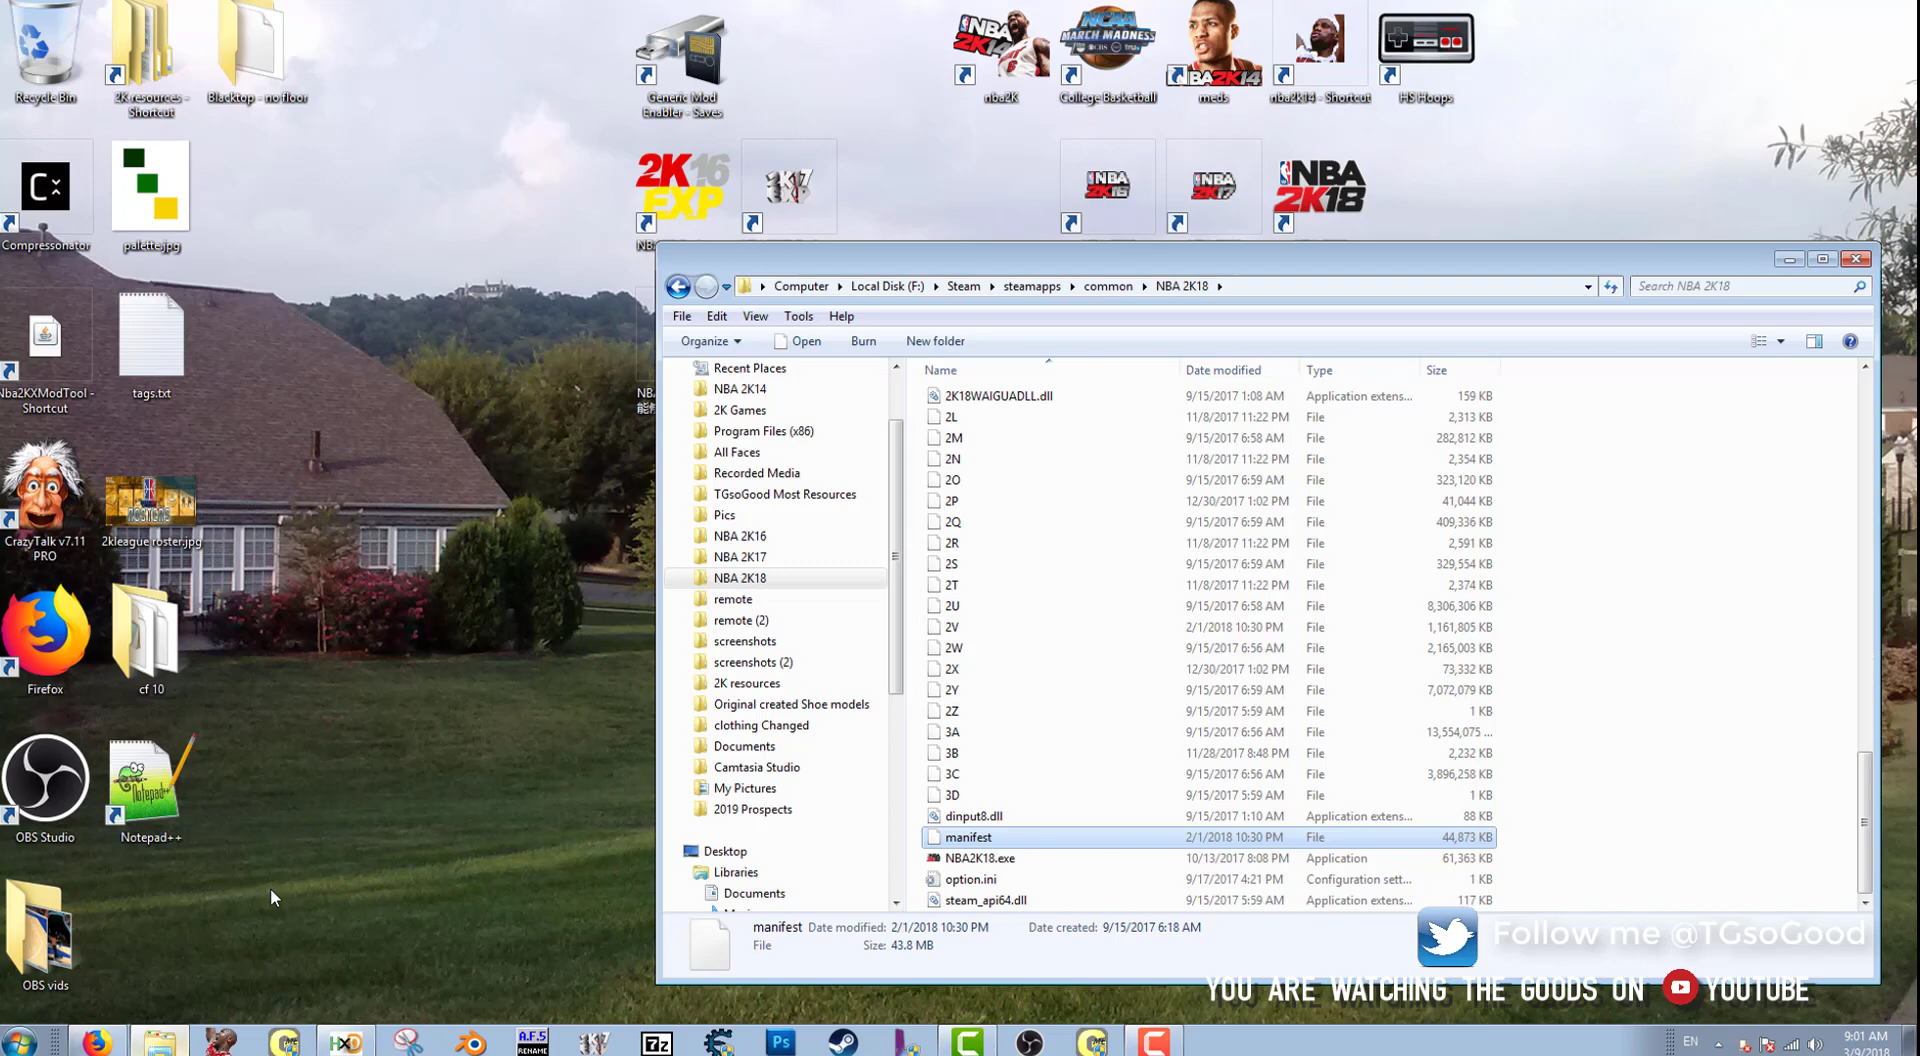 Recycle Bin
2K resources - Shortcut
Blacktop - no floor
Generic Mod Enabler - Saves
NBA 2K14
nba2K
NCAA MARCH MADNESS
College Basketball
NBA2K14
meds
nba2k14 - Shortcut
HS Hoops
Compressonator
palette.jpg
2K16 EXP
2K17 EXP
NBA 2K17
NBA 2K18
Nba2KXModTool - Shortcut
tags.txt
CrazyTalk v7.11 PRO
2kleague roster.jpg
Firefox
cf 10
OBS Studio
Notepad++
OBS vids
Computer Local Disk (F:) Steam steamapps common NBA 2K18
Search NBA 2K18
File Edit View Tools Help
Organize Open Burn New folder
Recent Places
NBA 2K14
2K Games
Program Files (x86)
All Faces
Recorded Media
TGsoGood Most Resources
Pics
NBA 2K16
NBA 2K17
NBA 2K18
remote
remote (2)
screenshots
screenshots (2)
2K resources
Original created Shoe models
clothing Changed
Documents
Camtasia Studio
My Pictures
2019 Prospects
Desktop
Libraries
Documents
Name Date modified Type Size
2K18WAIGUADLL.dll 9/15/2017 1:08 AM Application extens... 159 KB
2L 11/8/2017 11:22 PM File 2,313 KB
2M 9/15/2017 6:58 AM File 282,812 KB
2N 11/8/2017 11:22 PM File 2,354 KB
2O 9/15/2017 6:59 AM File 323,120 KB
2P 12/30/2017 1:02 PM File 41,044 KB
2Q 9/15/2017 6:59 AM File 409,336 KB
2R 11/8/2017 11:22 PM File 2,591 KB
2S 9/15/2017 6:59 AM File 329,554 KB
2T 11/8/2017 11:22 PM File 2,374 KB
2U 9/15/2017 6:58 AM File 8,306,306 KB
2V 2/1/2018 10:30 PM File 1,161,805 KB
2W 9/15/2017 6:56 AM File 2,165,003 KB
2X 12/30/2017 1:02 PM File 73,332 KB
2Y 9/15/2017 6:59 AM File 7,072,079 KB
2Z 9/15/2017 5:59 AM File 1 KB
3A 9/15/2017 6:56 AM File 13,554,075 ...
3B 11/28/2017 8:48 PM File 2,232 KB
3C 9/15/2017 6:56 AM File 3,896,258 KB
3D 9/15/2017 5:59 AM File 1 KB
dinput8.dll 9/15/2017 1:10 AM Application extens... 88 KB
manifest 2/1/2018 10:30 PM File 44,873 KB
NBA2K18.exe 10/13/2017 8:08 PM Application 61,363 KB
option.ini 9/17/2017 4:21 PM Configuration sett... 1 KB
steam_api64.dll 9/15/2017 5:59 AM Application extens... 117 KB
manifest Date modified: 2/1/2018 10:30 PM Date created: 9/15/2017 6:18 AM
File Size: 43.8 MB
Follow me @TGsoGood
YOU ARE WATCHING THE GOODS ON YOUTUBE
HXD
A.F.5
RENAME
7z
Ps
EN
9:01 AM
3/9/2018